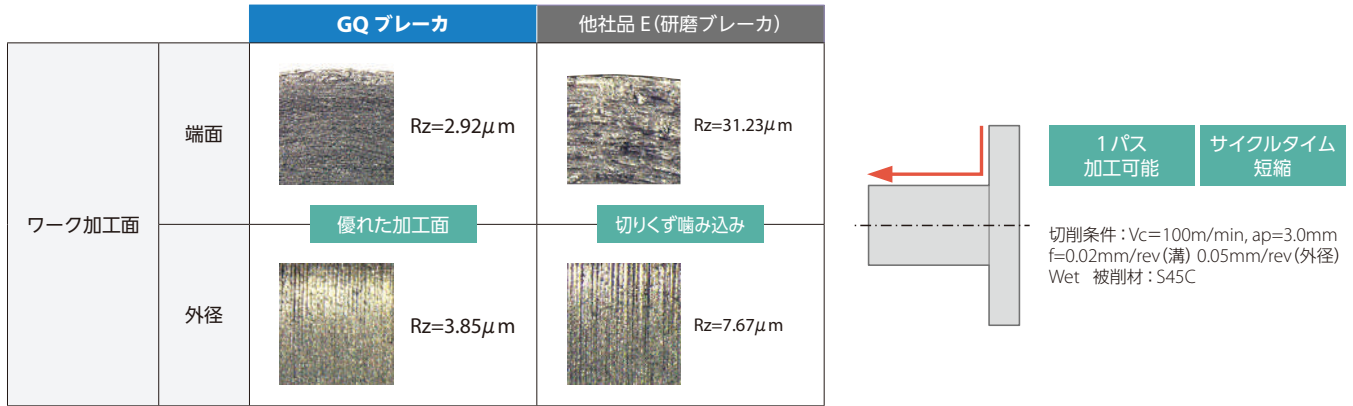 GQ ブレーカ
他社品 E(研磨ブレーカ)
ワーク加工面
端面
Rz=2.92μm
Rz=31.23μm
優れた加工面
切りくず噛み込み
外径
Rz=3.85μm
Rz=7.67μm
1パス
加工可能
サイクルタイム
短縮
切削条件：Vc＝100m/min, ap=3.0mm
f=0.02mm/rev(溝) 0.05mm/rev(外径)
Wet 被削材：S45C